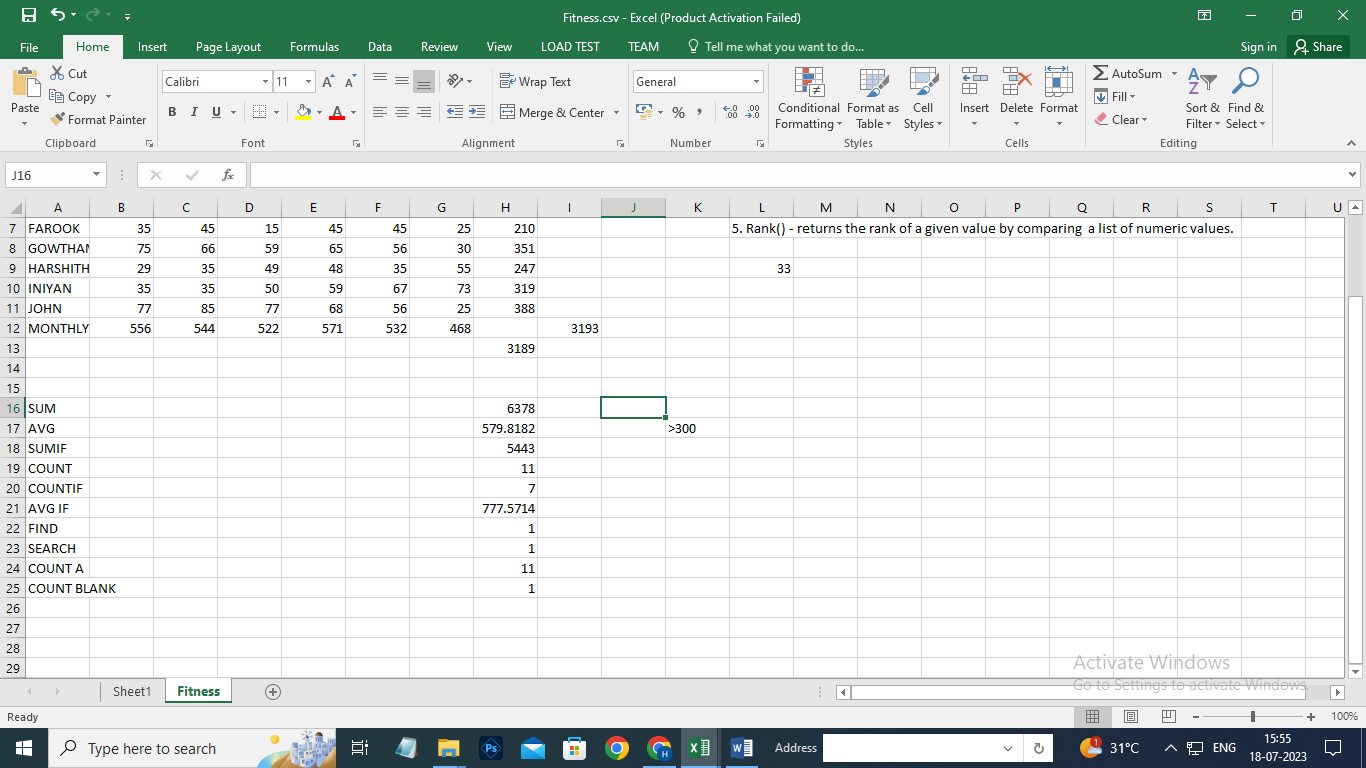 Fitness.csv - Excel (Product Activation Failed)
File Home Insert Page Layout Formulas Data Review View LOAD TEST TEAM Tell me what you want to do... Sign in Share
Paste Cut Copy Format Painter Clipboard
Calibri 11 A A B I U A Font
Wrap Text Merge & Center Alignment
General % , Number
Conditional Formatting Format as Table Cell Styles Styles
Insert Delete Format Cells
AutoSum Fill Clear Sort & Filter Find & Select Editing
J16 fx
A B C D E F G H I J K L M N O P Q R S T U
7 FAROOK 35 45 15 45 45 25 210 5. Rank() - returns the rank of a given value by comparing a list of numeric values.
8 GOWTHAM 75 66 59 65 56 30 351
9 HARSHITH 29 35 49 48 35 55 247 33
10 INIYAN 35 35 50 59 67 73 319
11 JOHN 77 85 77 68 56 25 388
12 MONTHLY 556 544 522 571 532 468 3193
13 3189
14
15
16 SUM 6378
17 AVG 579.8182 >300
18 SUMIF 5443
19 COUNT 11
20 COUNTIF 7
21 AVG IF 777.5714
22 FIND 1
23 SEARCH 1
24 COUNT A 11
25 COUNT BLANK 1
26
27
28
29
Activate Windows
Go to Settings to activate Windows.
Sheet1 Fitness
Ready 100%
Type here to search Address 31°C ENG 15:55
18-07-2023